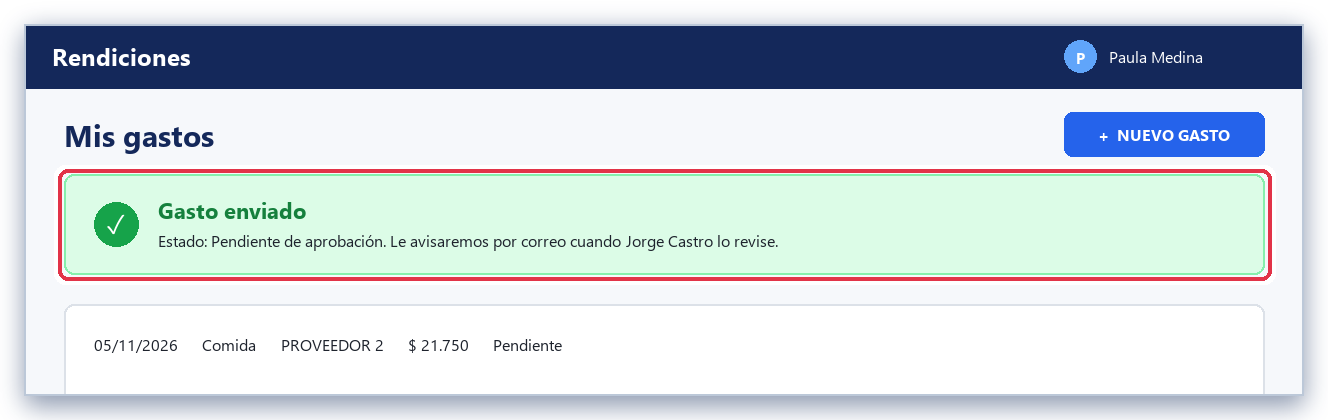 Rendiciones
P Paula Medina
Mis gastos
+ NUEVO GASTO
Gasto enviado
Estado: Pendiente de aprobación. Le avisaremos por correo cuando Jorge Castro lo revise.
05/11/2026 Comida PROVEEDOR 2 $ 21.750 Pendiente